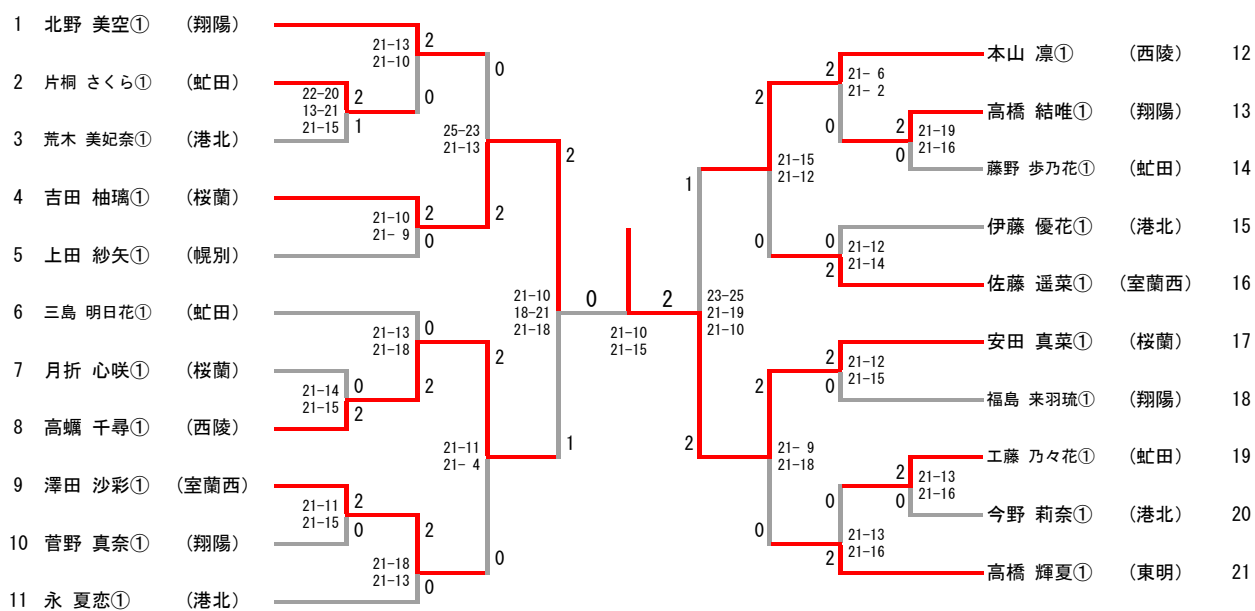 1 北野 美空① (翔陽)
2 片桐 さくら① (虻田)
3 荒木 美妃奈① (港北)
4 吉田 柚璃① (桜蘭)
5 上田 紗矢① (幌別)
6 三島 明日花① (虻田)
7 月折 心咲① (桜蘭)
8 高蠣 千尋① (西陵)
9 澤田 沙彩① (室蘭西)
10 菅野 真奈① (翔陽)
11 永 夏恋① (港北)
21-13 2
21-10
0
22-20 2
13-21
21-15 1
0
25-23
21-13
21-10 2
21- 9 0
2
2
21-13 0
21-18
2
21-14 0
21-15 2
2
21-10
18-21
21-18
21-11
21- 4
1
21-11 2
21-15 0
2
21-18
21-13 0
0
0 2
21-10
21-15
本山 凛① (西陵) 12
高橋 結唯① (翔陽) 13
藤野 歩乃花① (虻田) 14
伊藤 優花① (港北) 15
佐藤 遥菜① (室蘭西) 16
安田 真菜① (桜蘭) 17
福島 来羽琉① (翔陽) 18
工藤 乃々花① (虻田) 19
今野 莉奈① (港北) 20
高橋 輝夏① (東明) 21
2 21- 6
21- 2
2
0
2 21-19
0 21-16
21-15
21-12
1
0 21-12
2 21-14
0
23-25
21-19
21-10
2 21-12
0 21-15
2
2
21- 9
21-18
2 21-13
0 21-16
0
0
21-13
2 21-16